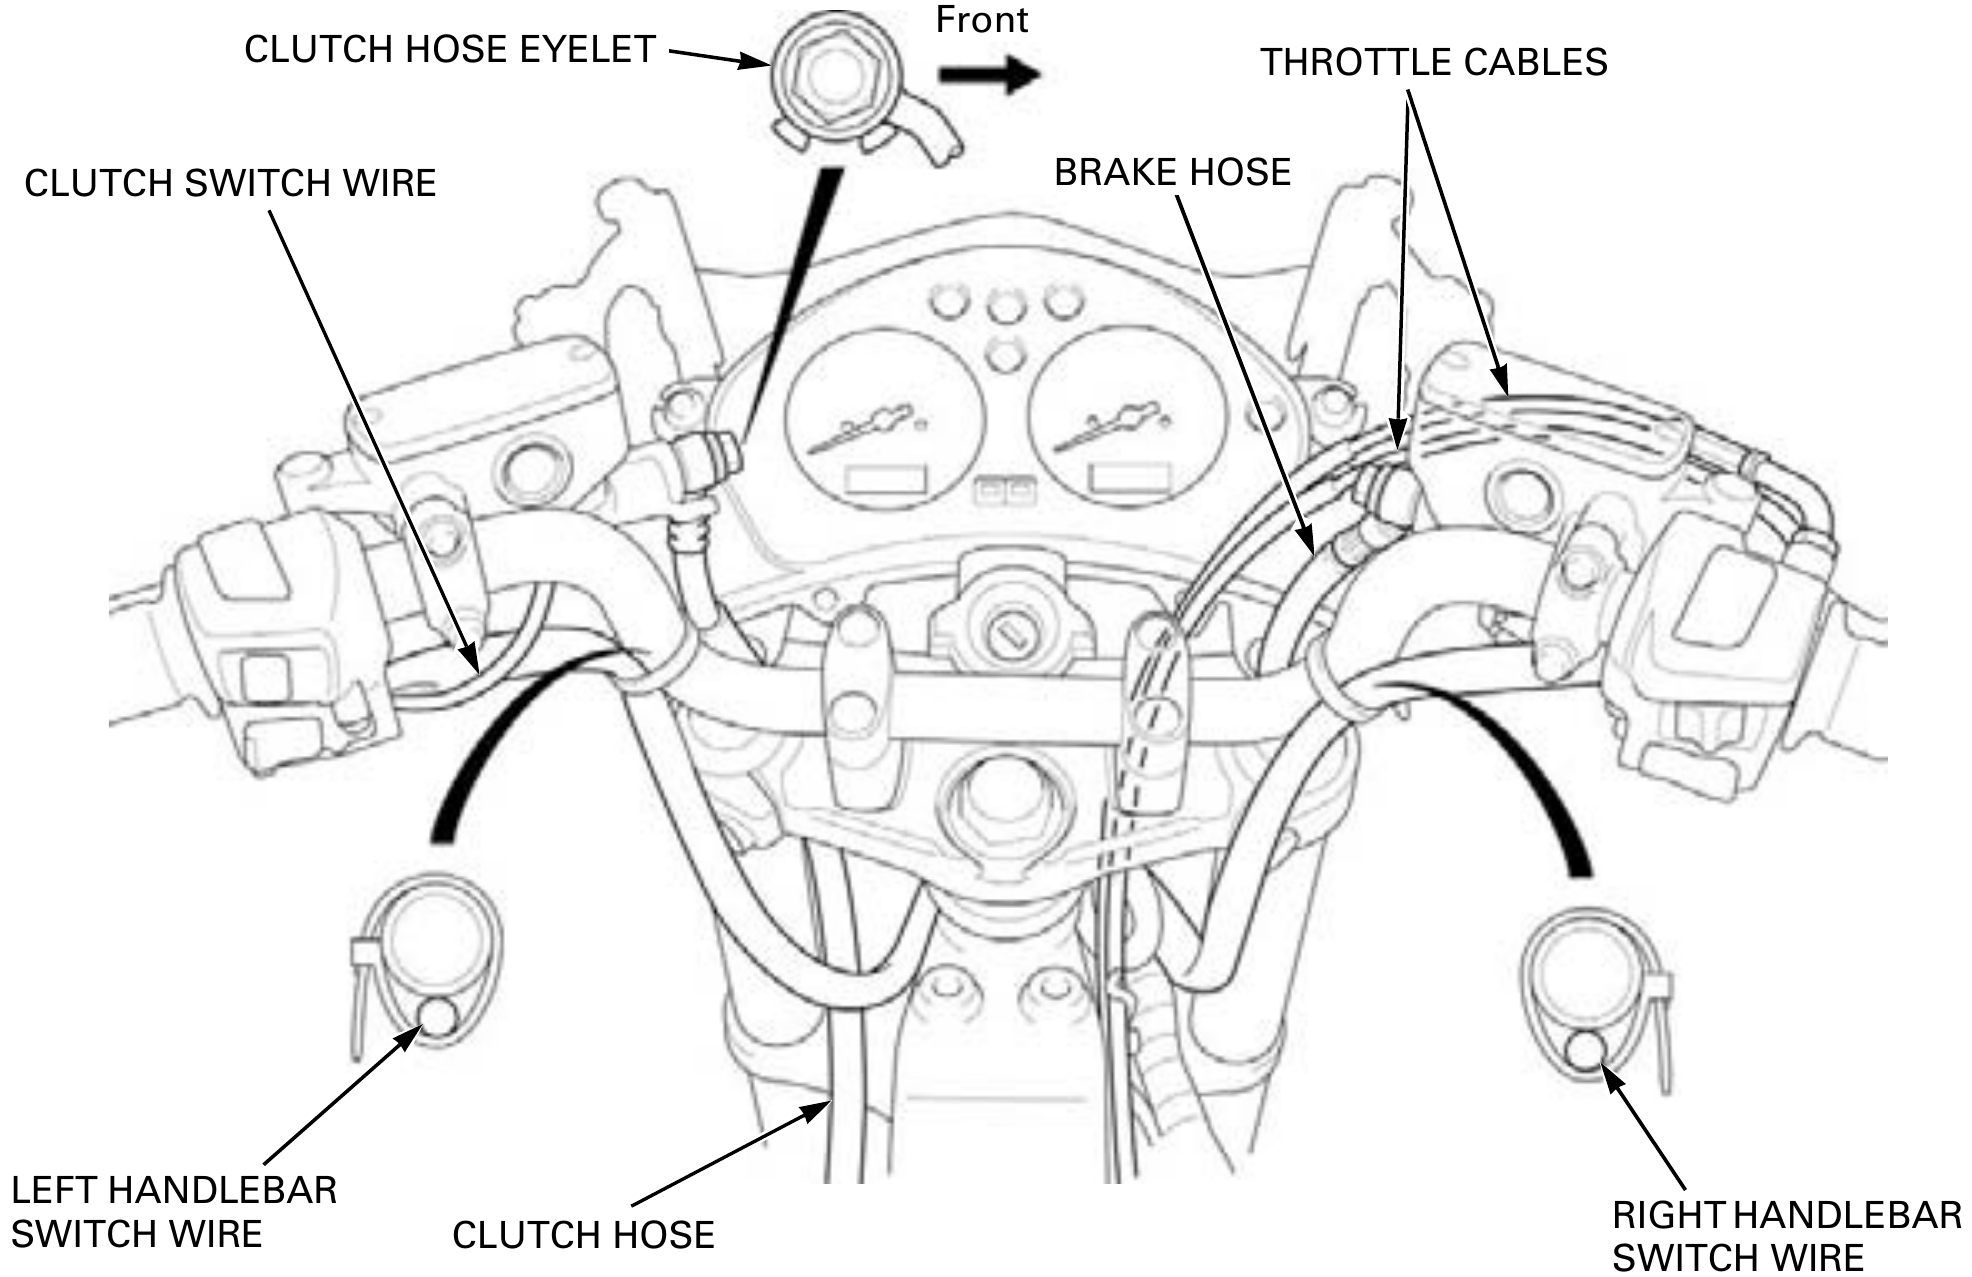 Front
CLUTCH HOSE EYELET
THROTTLE CABLES
BRAKE HOSE
CLUTCH SWITCH WIRE
LEFT HANDLEBAR
SWITCH WIRE
CLUTCH HOSE
RIGHT HANDLEBAR
SWITCH WIRE